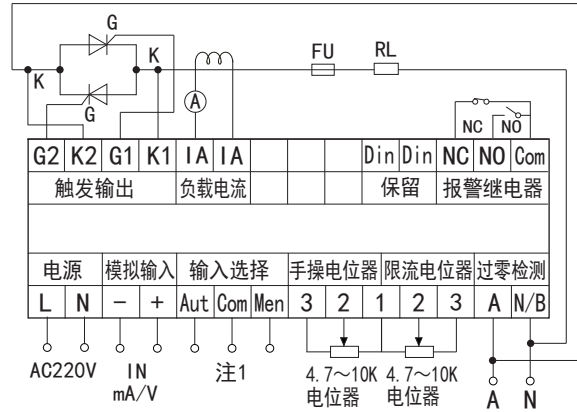 G
FU
RL
K
K
G
A
NC
NO
G2 K2 G1 K1 IA IA Din Din NC NO Com
触发输出 负载电流 保留 报警继电器
电源 模拟输入 输入选择 手操电位器 限流电位器 过零检测
L N － + Aut Com Men 3 2 1 2 3 A N/B
AC220V
IN
mA/V
注1
4.7～10K
电位器
4.7～10K
电位器
A
N